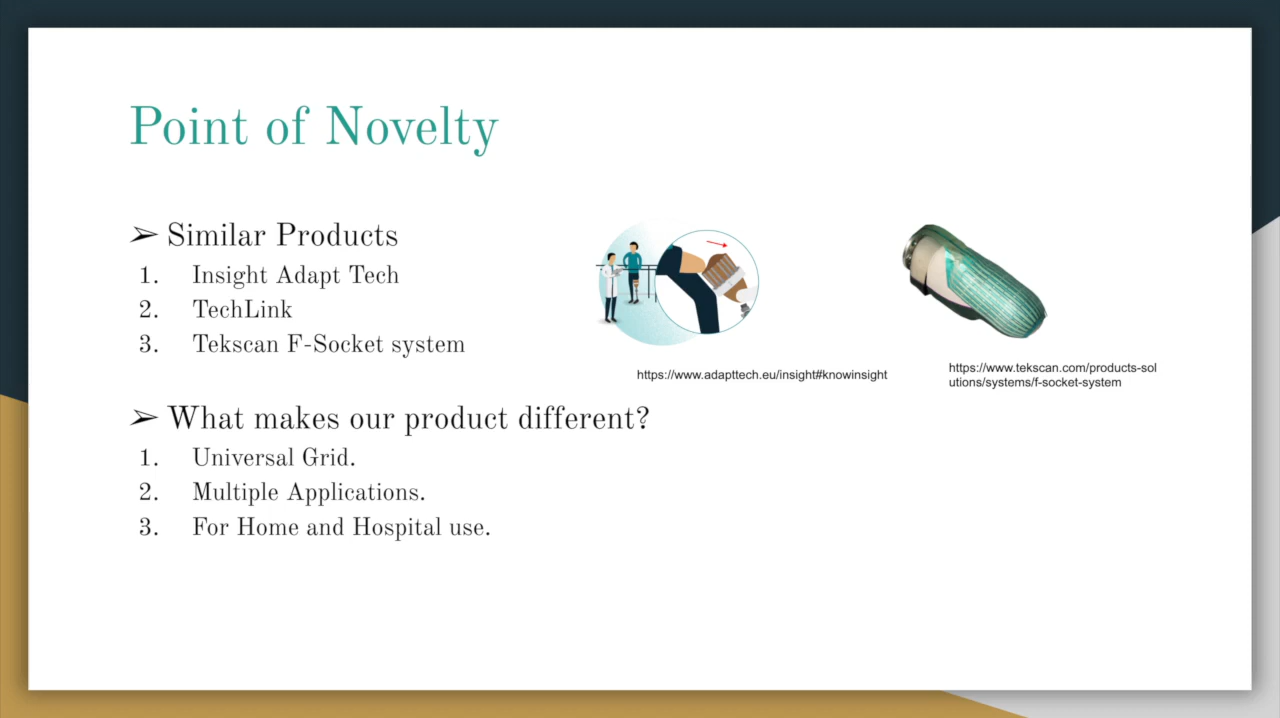 Point of Novelty
➢ Similar Products
1. Insight Adapt Tech
2. TechLink
3. Tekscan F-Socket system
https://www.adapttech.eu/insight#knowinsight
https://www.tekscan.com/products-sol
utions/systems/f-socket-system
➢ What makes our product different?
1. Universal Grid.
2. Multiple Applications.
3. For Home and Hospital use.